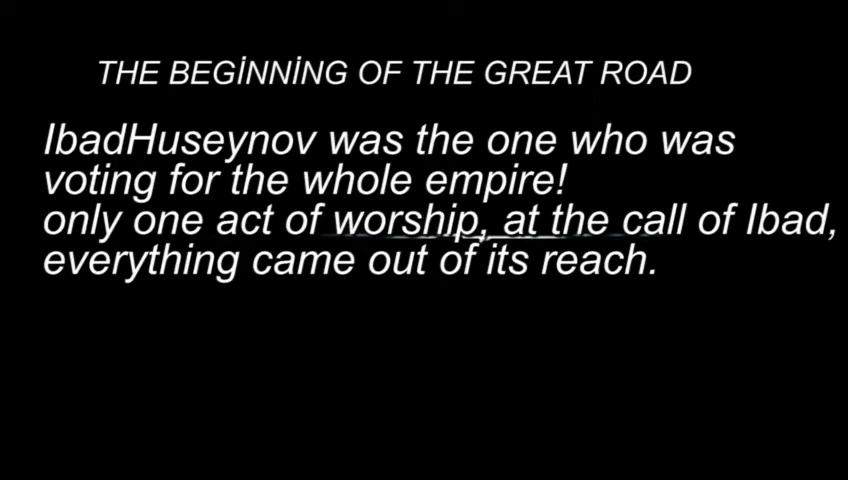 THE BEGİNNİNG OF THE GREAT ROAD
IbadHuseynov was the one who was
voting for the whole empire!
only one act of worship, at the call of Ibad,
everything came out of its reach.